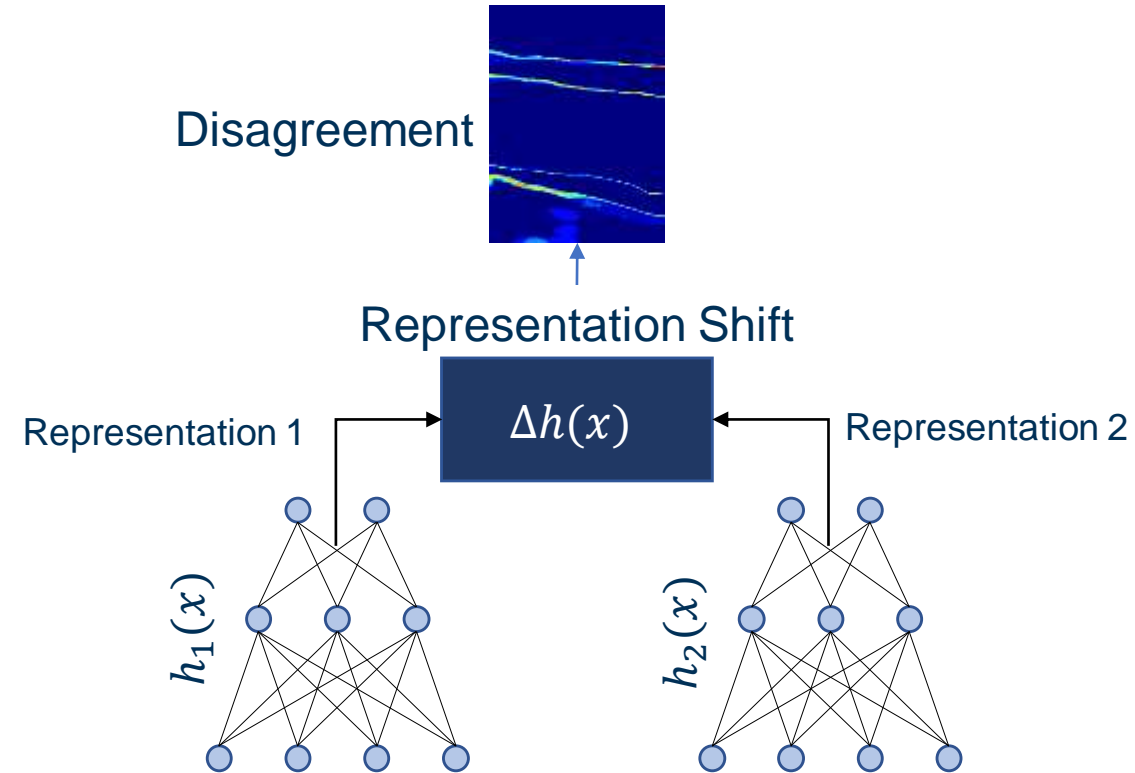 Disagreement
Representation Shift
Δh(x)
Representation 1
Representation 2
h₁(x)
h₂(x)